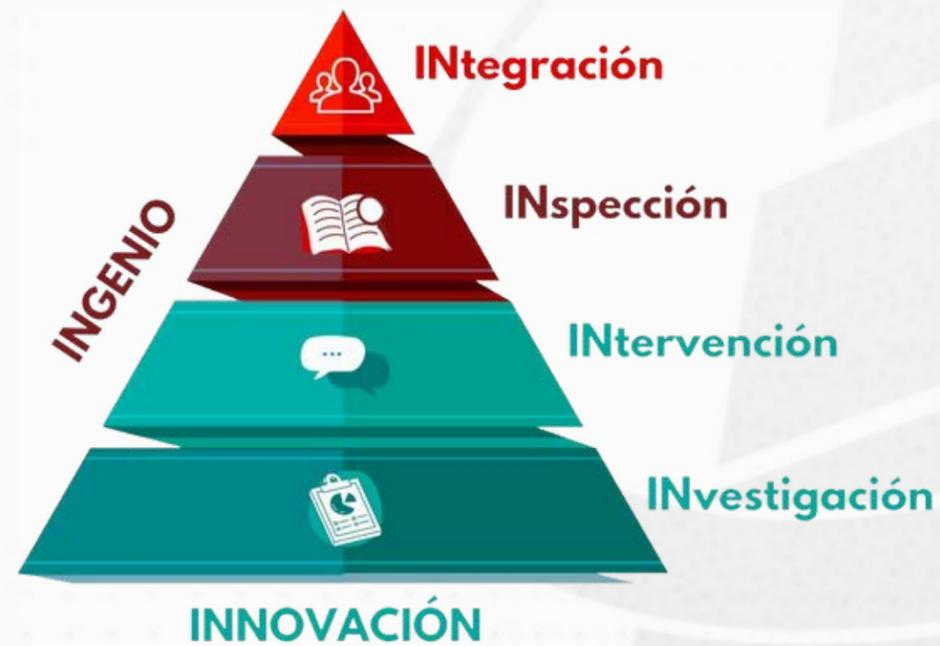 INtegración
INspección
INGENIO
INtervención
INvestigación
INNOVACIÓN